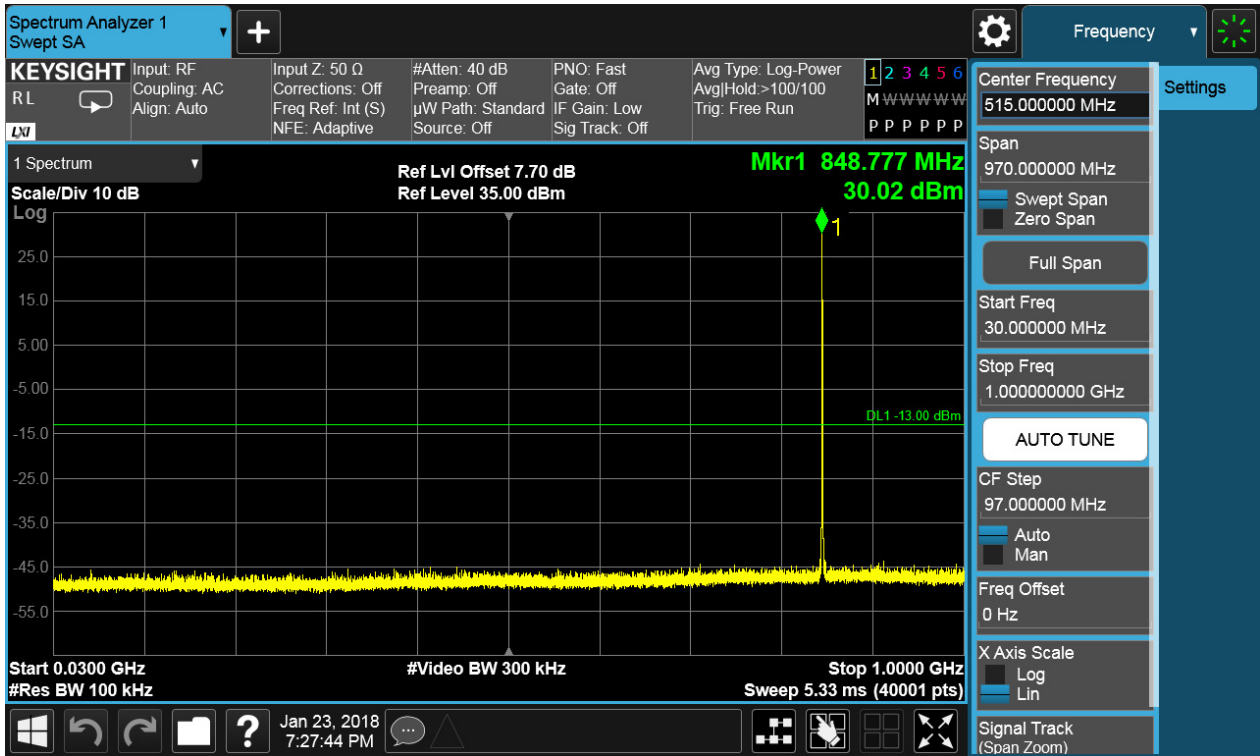 Spectrum Analyzer 1
Swept SA
+
Frequency
KEYSIGHT
RL
LXI
Input: RF
Coupling: AC
Align: Auto
Input Z: 50 Ω
Corrections: Off
Freq Ref: Int (S)
NFE: Adaptive
#Atten: 40 dB
Preamp: Off
µW Path: Standard
Source: Off
PNO: Fast
Gate: Off
IF Gain: Low
Sig Track: Off
Avg Type: Log-Power
Avg|Hold:>100/100
Trig: Free Run
1 2 3 4 5 6
M W W W W W
P P P P P P
1 Spectrum
Scale/Div 10 dB
Log
Ref Lvl Offset 7.70 dB
Ref Level 35.00 dBm
Mkr1 848.777 MHz
30.02 dBm
1
25.0
15.0
5.00
-5.00
-15.0
-25.0
-35.0
-45.0
-55.0
DL1 -13.00 dBm
Start 0.0300 GHz
#Res BW 100 kHz
#Video BW 300 kHz
Stop 1.0000 GHz
Sweep 5.33 ms (40001 pts)
Center Frequency
515.000000 MHz
Span
970.000000 MHz
Swept Span
Zero Span
Full Span
Start Freq
30.000000 MHz
Stop Freq
1.000000000 GHz
AUTO TUNE
CF Step
97.000000 MHz
Auto
Man
Freq Offset
0 Hz
X Axis Scale
Log
Lin
Signal Track
(Span Zoom)
Settings
?
Jan 23, 2018
7:27:44 PM